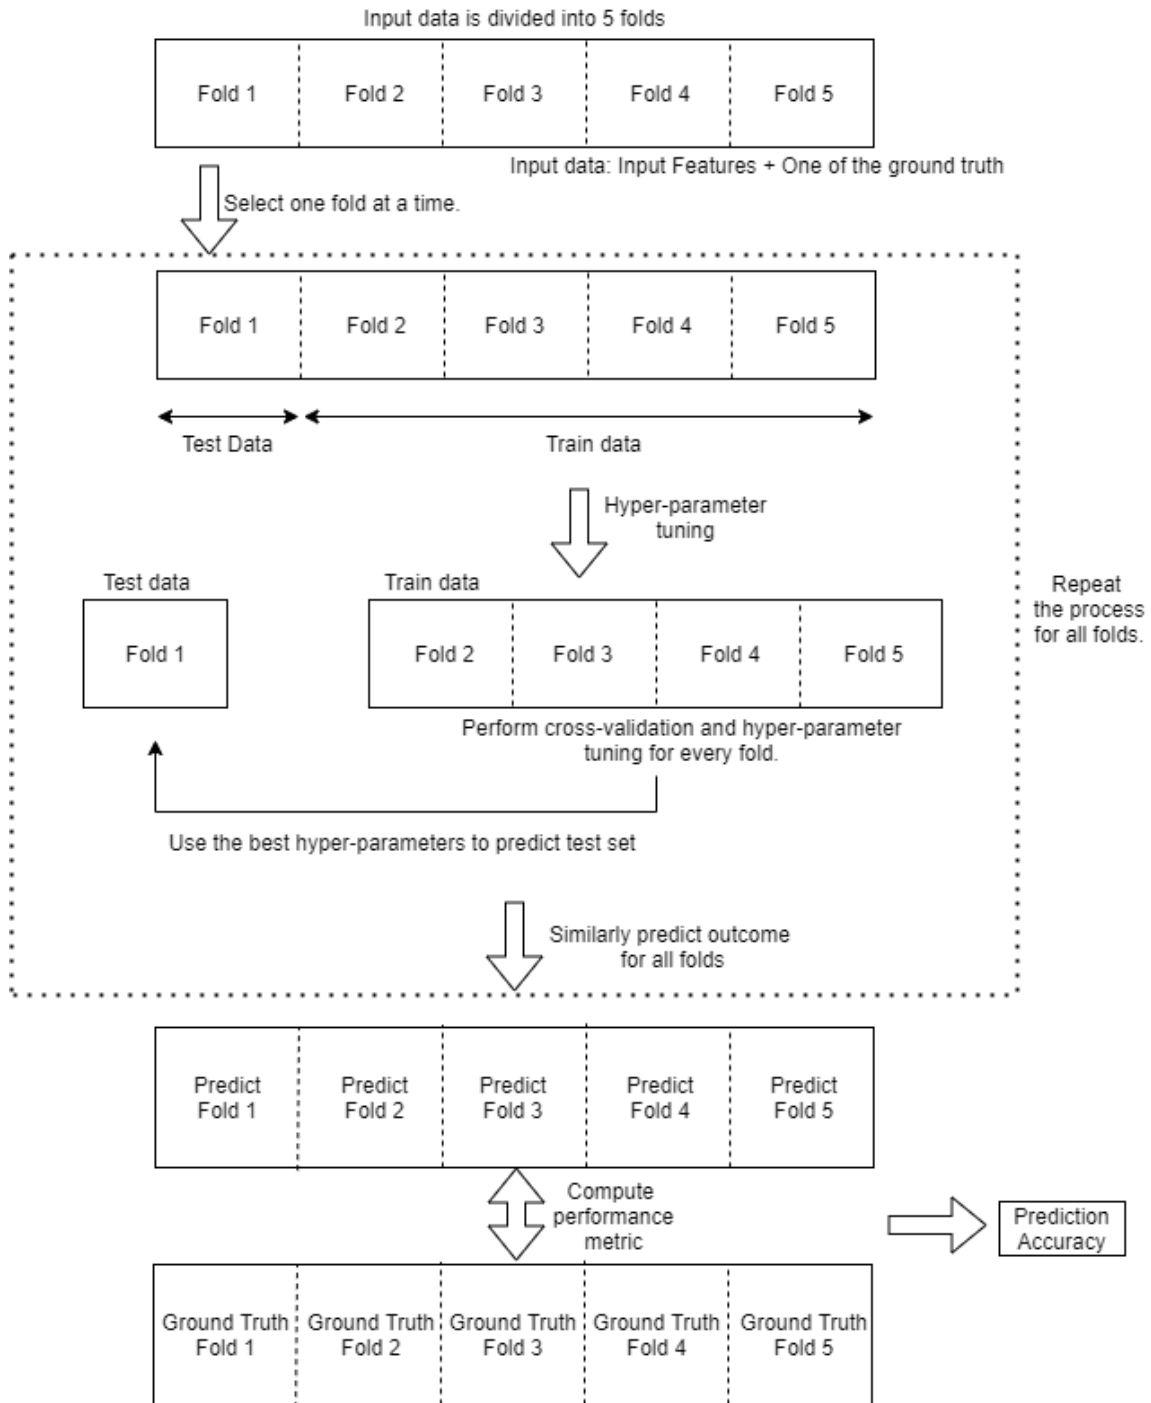 Input data is divided into 5 folds
Fold 1 Fold 2 Fold 3 Fold 4 Fold 5
Input data: Input Features + One of the ground truth
Select one fold at a time.
Fold 1 Fold 2 Fold 3 Fold 4 Fold 5
Test Data Train data
Hyper-parameter
tuning
Test data Train data
Fold 1 Fold 2 Fold 3 Fold 4 Fold 5
Repeat
the process
for all folds.
Perform cross-validation and hyper-parameter
tuning for every fold.
Use the best hyper-parameters to predict test set
Similarly predict outcome
for all folds
Predict Predict Predict Predict Predict
Fold 1 Fold 2 Fold 3 Fold 4 Fold 5
Compute
performance
metric
Prediction
Accuracy
Ground Truth Ground Truth Ground Truth Ground Truth Ground Truth
Fold 1 Fold 2 Fold 3 Fold 4 Fold 5